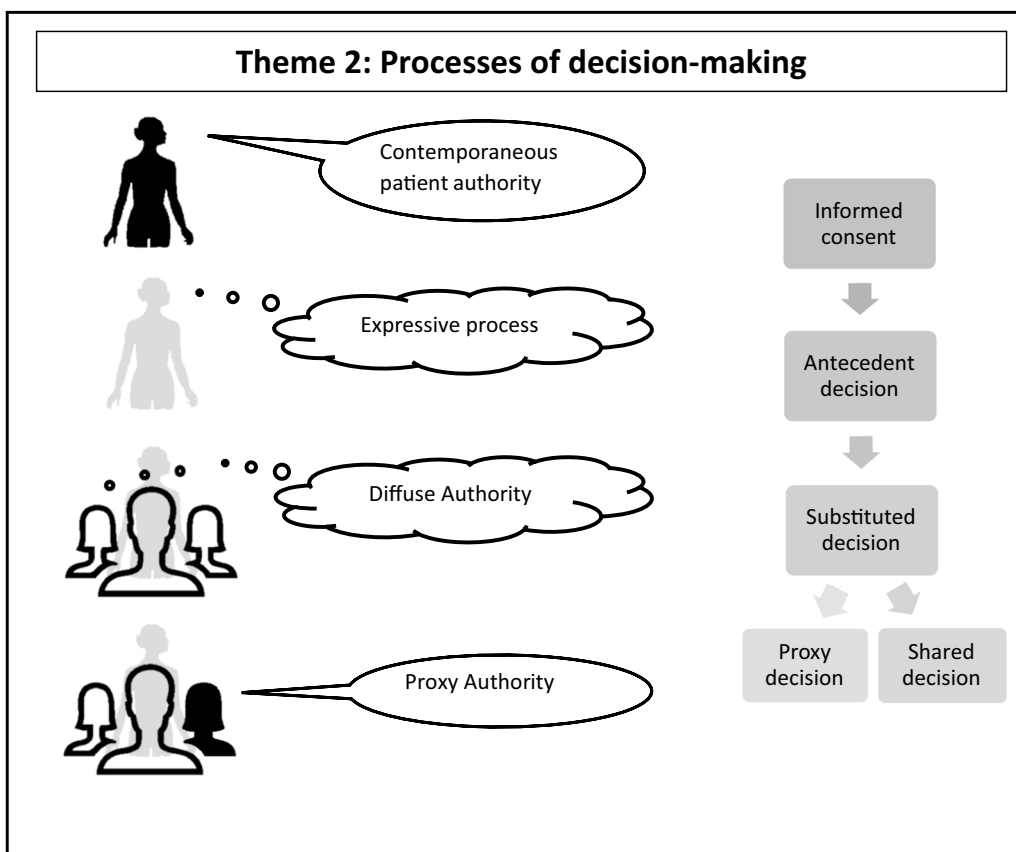 Theme 2: Processes of decision-making
Contemporaneous
patient authority
Expressive process
Diffuse Authority
Proxy Authority
Informed
consent
Antecedent
decision
Substituted
decision
Proxy
decision
Shared
decision